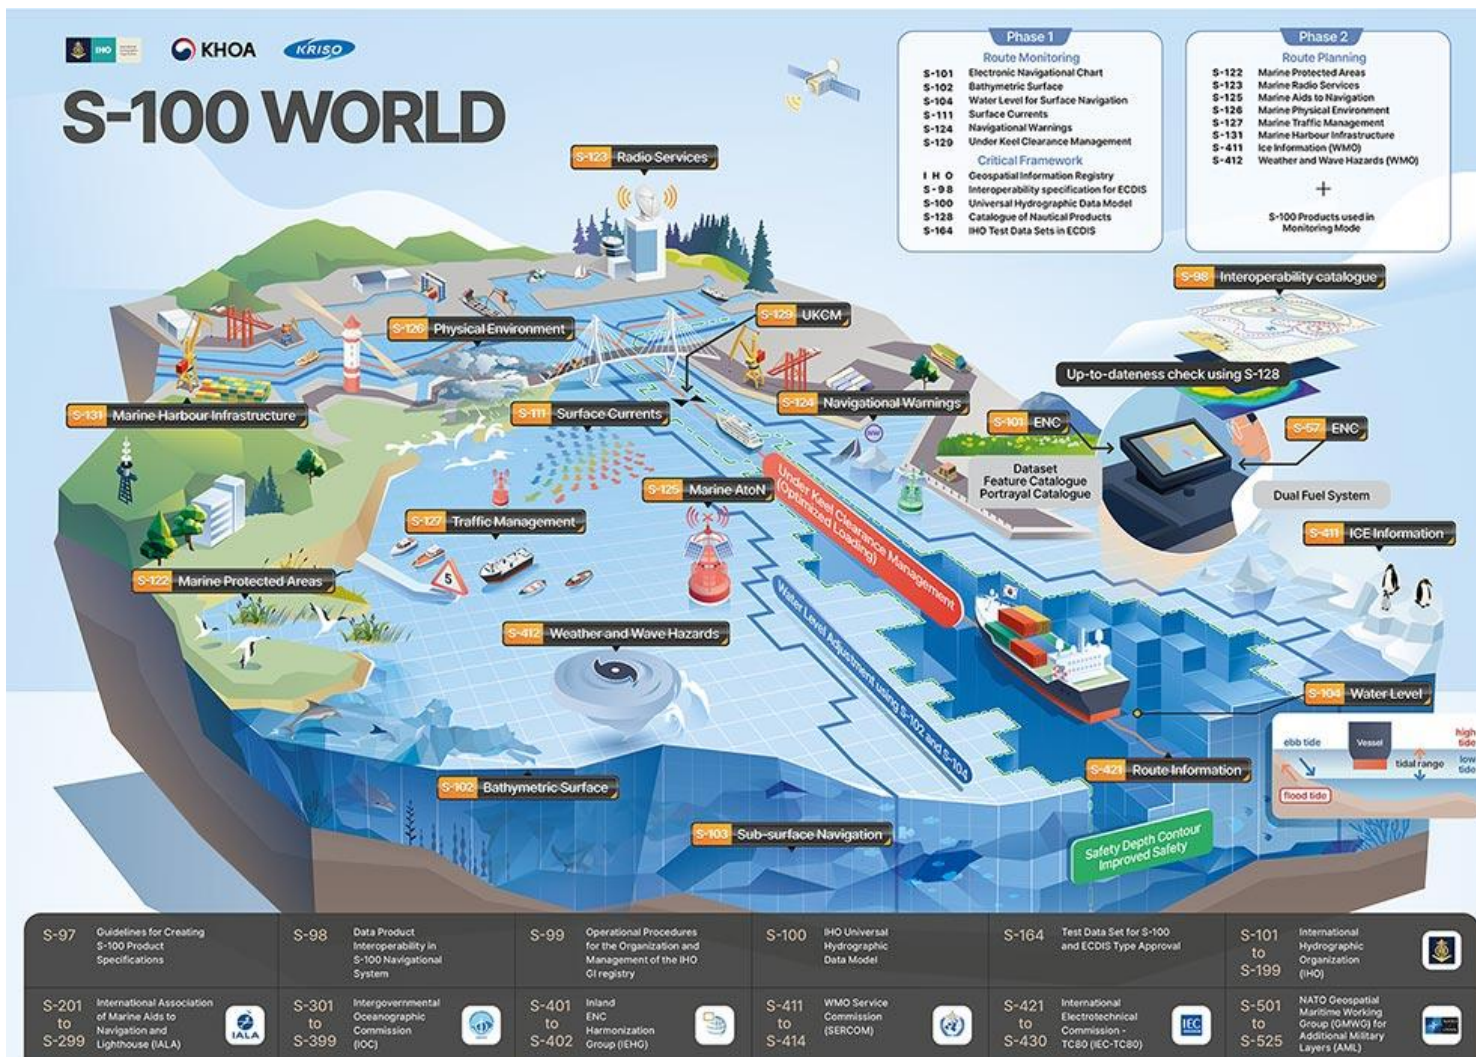 IHO
KHOA
KRISO
S-100 WORLD
Phase 1
Route Monitoring
S-101 Electronic Navigational Chart
S-102 Bathymetric Surface
S-104 Water Level for Surface Navigation
S-111 Surface Currents
S-124 Navigational Warnings
S-129 Under Keel Clearance Management
Critical Framework
I H O Geospatial Information Registry
S-98 Interoperability specification for ECDIS
S-100 Universal Hydrographic Data Model
S-128 Catalogue of Nautical Products
S-164 IHO Test Data Sets in ECDIS
Phase 2
Route Planning
S-122 Marine Protected Areas
S-123 Marine Radio Services
S-125 Marine Aids to Navigation
S-126 Marine Physical Environment
S-127 Marine Traffic Management
S-131 Marine Harbour Infrastructure
S-411 Ice Information (WMO)
S-412 Weather and Wave Hazards (WMO)
+
S-100 Products used in
Monitoring Mode
S-123 Radio Services
S-98 Interoperability catalogue
S-126 Physical Environment
S-129 UKCM
Up-to-dateness check using S-128
S-131 Marine Harbour Infrastructure
S-111 Surface Currents
S-124 Navigational Warnings
NW
S-101 ENC
S-57 ENC
Dataset
Feature Catalogue
Portrayal Catalogue
Dual Fuel System
S-125 Marine AtoN
S-127 Traffic Management
5
Under Keel Clearance Management
(Optimized Loading)
S-411 ICE Information
S-122 Marine Protected Areas
S-412 Weather and Wave Hazards
Water Level Adjustment using S-102 and S-104
S-104 Water Level
ebb tide
Vessel
high
tide
tidal range
low
tide
flood tide
S-421 Route Information
S-102 Bathymetric Surface
S-103 Sub-surface Navigation
Safety Depth Contour
Improved Safety
S-97
Guidelines for Creating
S-100 Product
Specifications
S-98
Data Product
Interoperability in
S-100 Navigational
System
S-99
Operational Procedures
for the Organization and
Management of the IHO
GI registry
S-100
IHO Universal
Hydrographic
Data Model
S-164
Test Data Set for S-100
and ECDIS Type Approval
S-101
to
S-199
International
Hydrographic
Organization
(IHO)
S-201
to
S-299
International Association
of Marine Aids to
Navigation and
Lighthouse (IALA)
IALA
S-301
to
S-399
Intergovernmental
Oceanographic
Commission
(IOC)
S-401
to
S-402
Inland
ENC
Harmonization
Group (IEHG)
S-411
to
S-414
WMO Service
Commission
(SERCOM)
S-421
to
S-430
International
Electrotechnical
Commission -
TC80 (IEC-TC80)
IEC
S-501
to
S-525
NATO Geospatial
Maritime Working
Group (GMWG) for
Additional Military
Layers (AML)